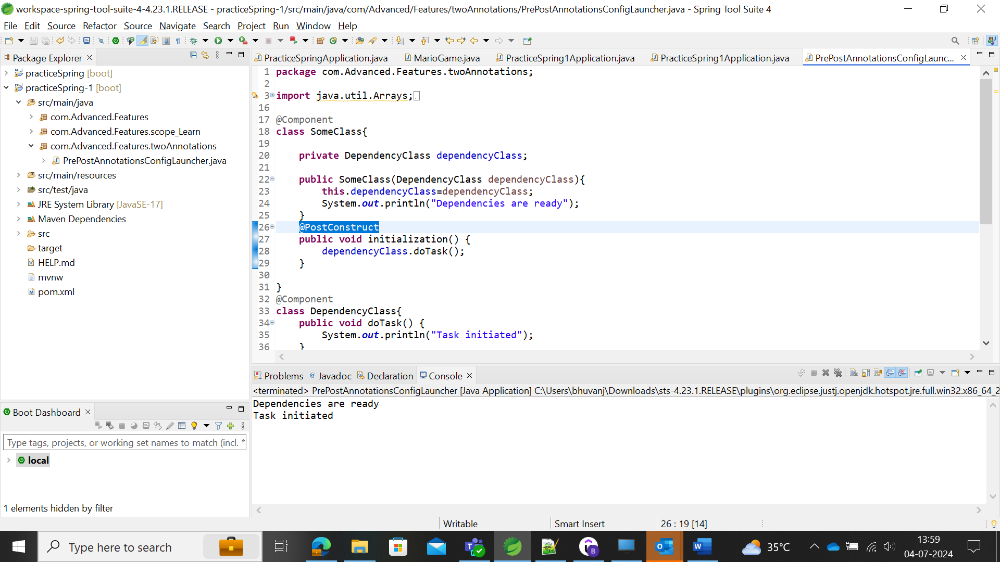 workspace-spring-tool-suite-4-4.23.1.RELEASE - practiceSpring-1/src/main/java/com/Advanced/Features/twoAnnotations/PrePostAnnotationsConfigLauncher.java - Spring Tool Suite 4
File Edit Source Refactor Source Navigate Search Project Run Window Help
Package Explorer
practiceSpring [boot]
practiceSpring-1 [boot]
src/main/java
com.Advanced.Features
com.Advanced.Features.scope_Learn
com.Advanced.Features.twoAnnotations
PrePostAnnotationsConfigLauncher.java
src/main/resources
src/test/java
JRE System Library [JavaSE-17]
Maven Dependencies
src
target
HELP.md
mvnw
pom.xml
PracticeSpringApplication.java MarioGame.java PracticeSpring1Application.java PracticeSpring1Application.java PrePostAnnotationsConfigLaunc...
1 package com.Advanced.Features.twoAnnotations;
2
3 import java.util.Arrays;
16
17 @Component
18 class SomeClass{
19
20 private DependencyClass dependencyClass;
21
22 public SomeClass(DependencyClass dependencyClass){
23 this.dependencyClass=dependencyClass;
24 System.out.println("Dependencies are ready");
25 }
26 @PostConstruct
27 public void initialization() {
28 dependencyClass.doTask();
29 }
30
31 }
32 @Component
33 class DependencyClass{
34 public void doTask() {
35 System.out.println("Task initiated");
36 }
Problems Javadoc Declaration Console
<terminated> PrePostAnnotationsConfigLauncher [Java Application] C:\Users\bhuvanj\Downloads\sts-4.23.1.RELEASE\plugins\org.eclipse.justj.openjdk.hotspot.jre.full.win32.x86_64_2
Dependencies are ready
Task initiated
Boot Dashboard
Type tags, projects, or working set names to match (incl. *
local
1 elements hidden by filter
Writable Smart Insert 26 : 19 [14]
Type here to search
35°C
13:59
04-07-2024